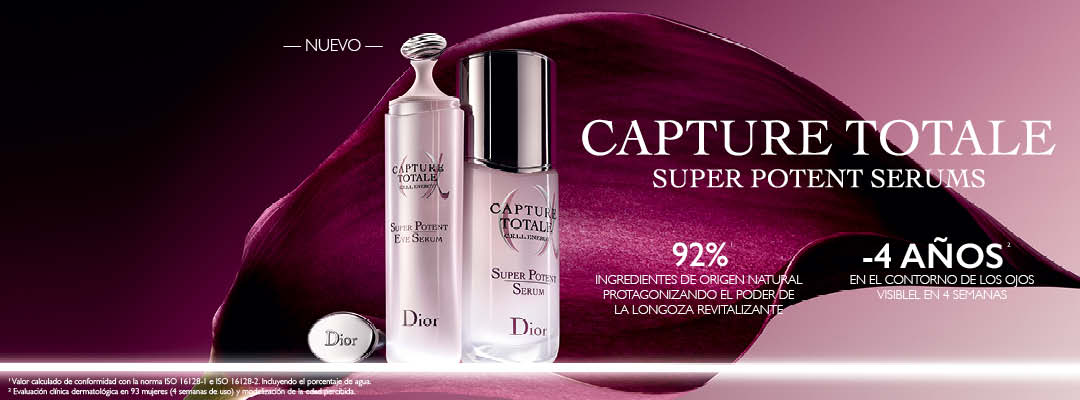 — NUEVO —
CAPTURE TOTALE
SUPER POTENT SERUMS
92%¹
INGREDIENTES DE ORIGEN NATURAL
PROTAGONIZANDO EL PODER DE
LA LONGOZA REVITALIZANTE
-4 AÑOS²
EN EL CONTORNO DE LOS OJOS
VISIBLEL EN 4 SEMANAS
CAPTURE
TOTALE
C.E.L.L. ENERGY
SUPER POTENT
EYE SERUM
Dior
CAPTURE
TOTALE
C.E.L.L. ENERGY
SUPER POTENT
SERUM
Dior
Dior
¹ Valor calculado de conformidad con la norma ISO 16128-1 e ISO 16128-2. Incluyendo el porcentaje de agua.
² Evaluación clínica dermatológica en 93 mujeres (4 semanas de uso) y modelización de la edad percibida.